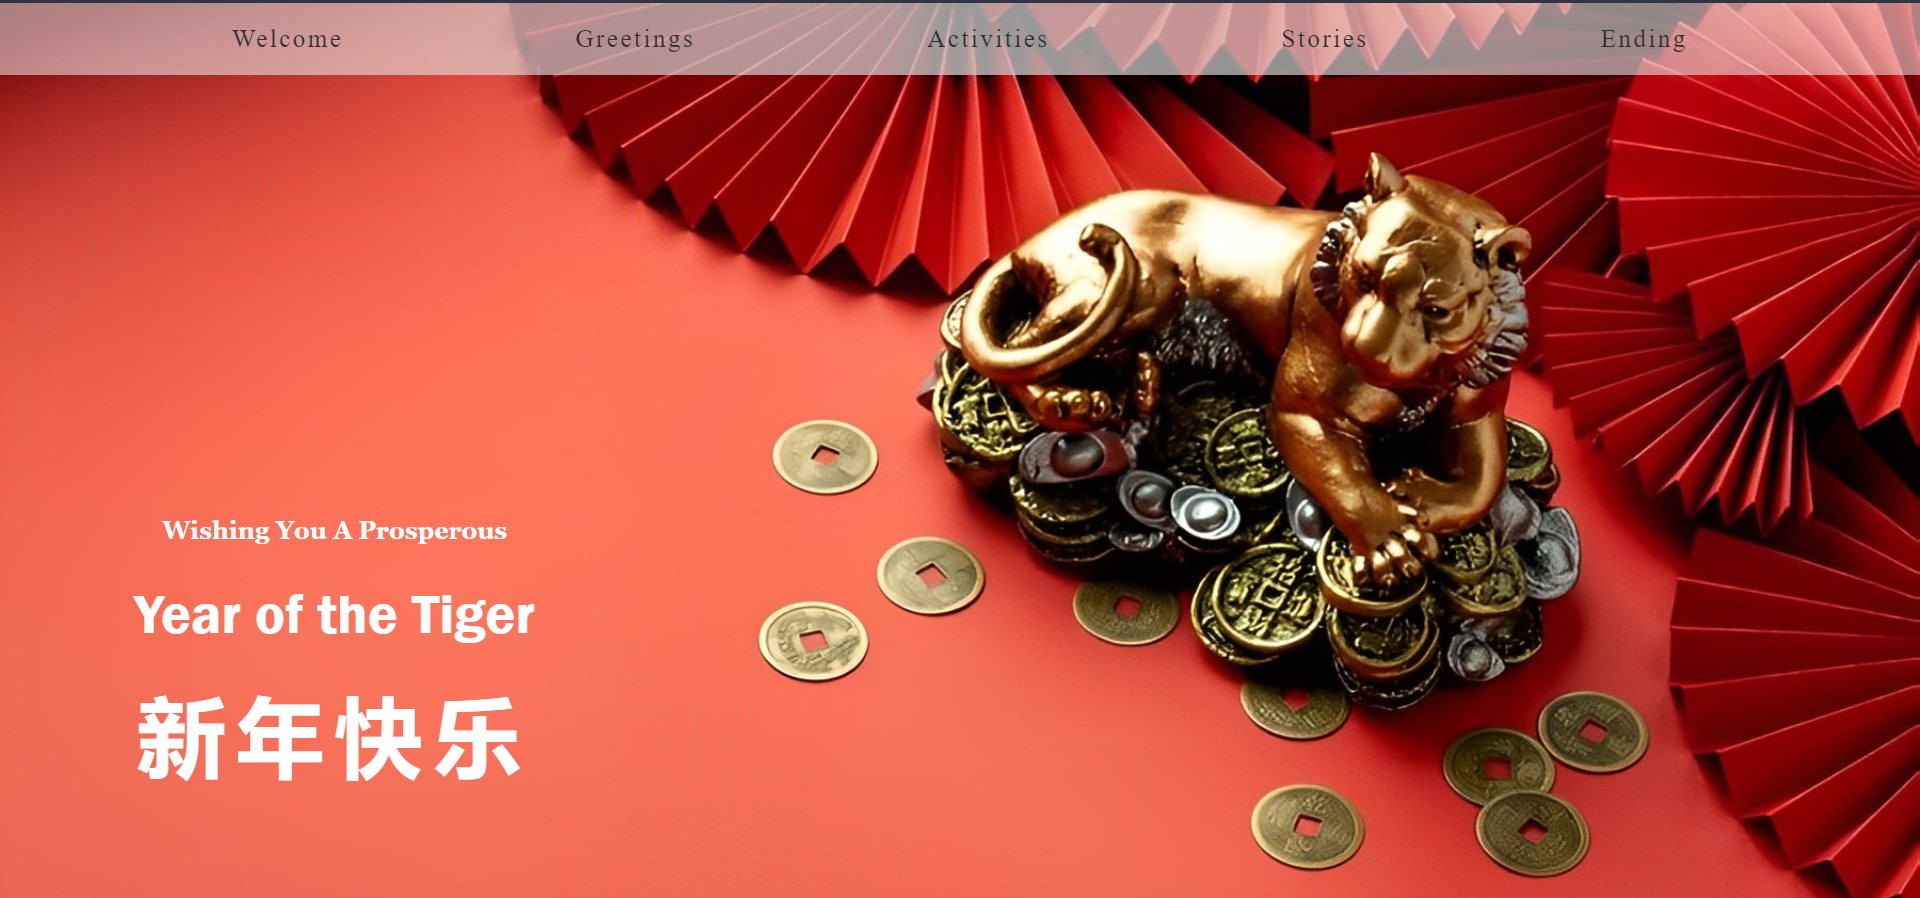 Welcome Greetings Activities Stories Ending
Wishing You A Prosperous
Year of the Tiger
新年快乐